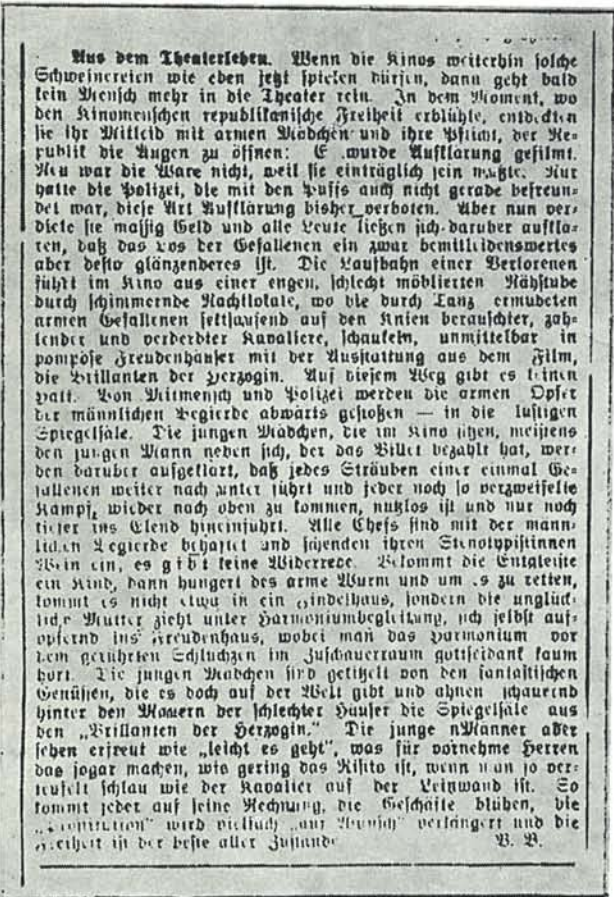 Aus dem Theaterleben. Wenn die Kinos weiterhin solche
Schweinereien wie eben jetzt spielen dürfen, dann geht bald
kein Mensch mehr in die Theater rein. In dem Moment, wo
den Kinomenschen republikanische Freiheit erblühte, entdeckten
sie ihr Mitleid mit armen Mädchen und ihre Pflicht, der Re-
publik die Augen zu öffnen: E wurde Aufklärung gefilmt.
Neu war die Ware nicht, weil sie einträglich sein mußte. Nur
hatte die Polizei, die mit den Puffs auch nicht gerade befreun-
det war, diese Art Aufklärung bisher verboten. Aber nun ver-
diete sie massig Geld und alle Leute ließen sich darüber aufklä-
ren, daß das Los der Gefallenen ein zwar bemitleidenswertes
aber desto glänzenderes ist. Die Laufbahn einer Verlorenen
führt im Kino aus einer engen, schlecht möblierten Nähstube
durch schimmernde Nachtlokale, wo die durch Tanz ermüdeten
armen Gefallenen sektsaufend auf den Knien berauschter, zah-
lender und verderbter Kavaliere, schaukeln, unmittelbar in
pompöse Freudenhäuser mit der Ausstattung aus dem Film,
die Brillanten der Herzogin. Auf diesem Weg gibt es keinen
Halt. Von Mitmensch und Polizei werden die armen Opfer
der männlichen Begierde abwärts gestoßen — in die lustigen
Spiegelsäle. Die jungen Mädchen, die im Kino sitzen, meistens
den jungen Mann neben sich, der das Billet bezahlt hat, wer-
den darüber aufgeklärt, daß jedes Sträuben einer einmal Ge-
fallenen weiter nach unter führt und jeder noch so verzweifelte
Kampf, wieder nach oben zu kommen, nutzlos ist und nur noch
tiefer ins Elend hineinführt. Alle Chefs sind mit der männ-
lichen Begierde behaftet und schenken ihren Stenotypistinnen
Wein ein, es gibt keine Widerrede. Bekommt die Entgleiste
ein Kind, dann hungert des arme Wurm und um es zu retten,
kommt es nicht etwa in ein Findelhaus, sondern die unglück-
liche Mutter zieht unter Harmoniumbegleitung, sich selbst auf-
opfernd ins Freudenhaus, wobei man das Harmonium vor
dem gerührten Schluchzen im Zuschauerraum gottseidank kaum
hört. Die jungen Mädchen sind gekitzelt von den fantastischen
Genüssen, die es doch auf der Welt gibt und ahnen schauernd
hinter den Mauern der schlechter Häuser die Spiegelsäle aus
den „Brillanten der Herzogin." Die junge nMänner aber
sehen erfreut wie „leicht es geht", was für vornehme Herren
das sogar machen, wie gering das Risiko ist, wenn man so ver-
teufelt schlau wie der Kavalier auf der Leinwand ist. So
kommt jeder auf seine Rechnung, die Geschäfte blühen, die
wird vielfach „auf Wunsch" verlängert und die
Freiheit ist der beste aller Zustände B. B.